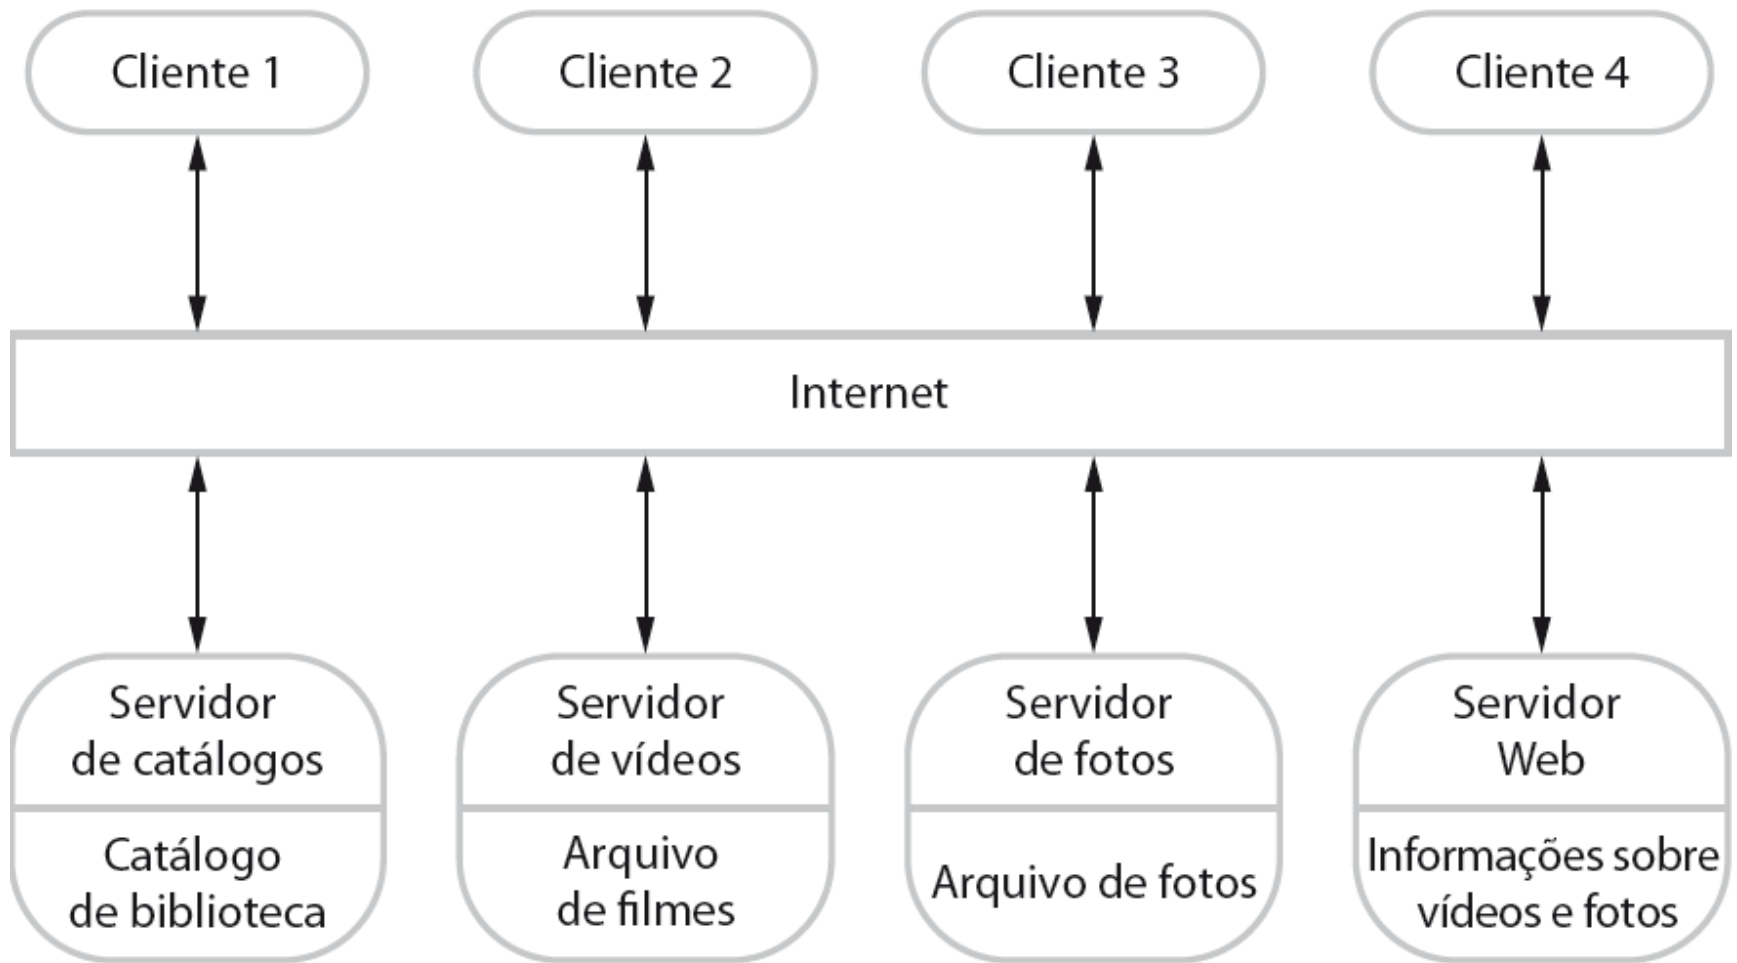 Cliente 1
Cliente 2
Cliente 3
Cliente 4
Internet
Servidor
de catálogos
Catálogo
de biblioteca
Servidor
de vídeos
Arquivo
de filmes
Servidor
de fotos
Arquivo de fotos
Servidor
Web
Informações sobre
vídeos e fotos